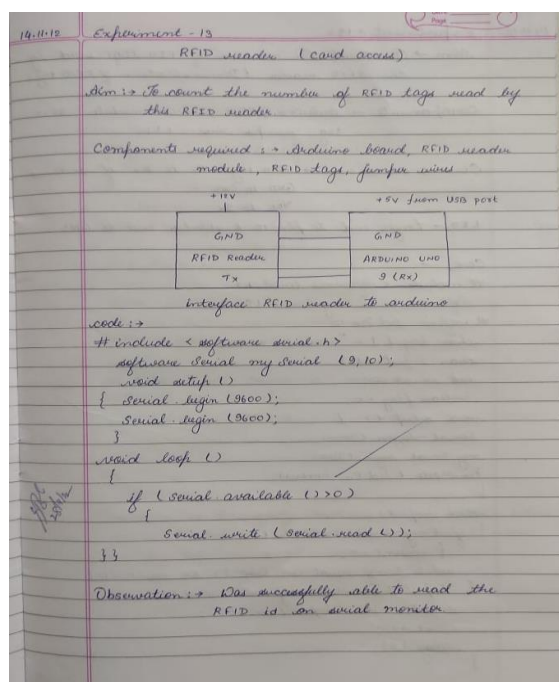 Page
14.11.18 Experiment - 13
RFID reader (card access)
Aim :→ To count the number of RFID tags read by
this RFID reader
Components required :→ Arduino board, RFID reader
module, RFID tags, jumper wires
+12V +5V from USB port
GND GND
RFID Reader ARDUINO UNO
Tx 9 (Rx)
interface RFID reader to arduino
code :→
# include < software serial.h>
software Serial my Serial (9,10);
void setup ()
{ Serial.begin (9600);
Serial.begin (9600);
}
void loop ()
{
if (serial.available ()>0)
{
Serial.write (serial.read ());
}}
Observation :→ Was successfully able to read the
RFID id on serial monitor